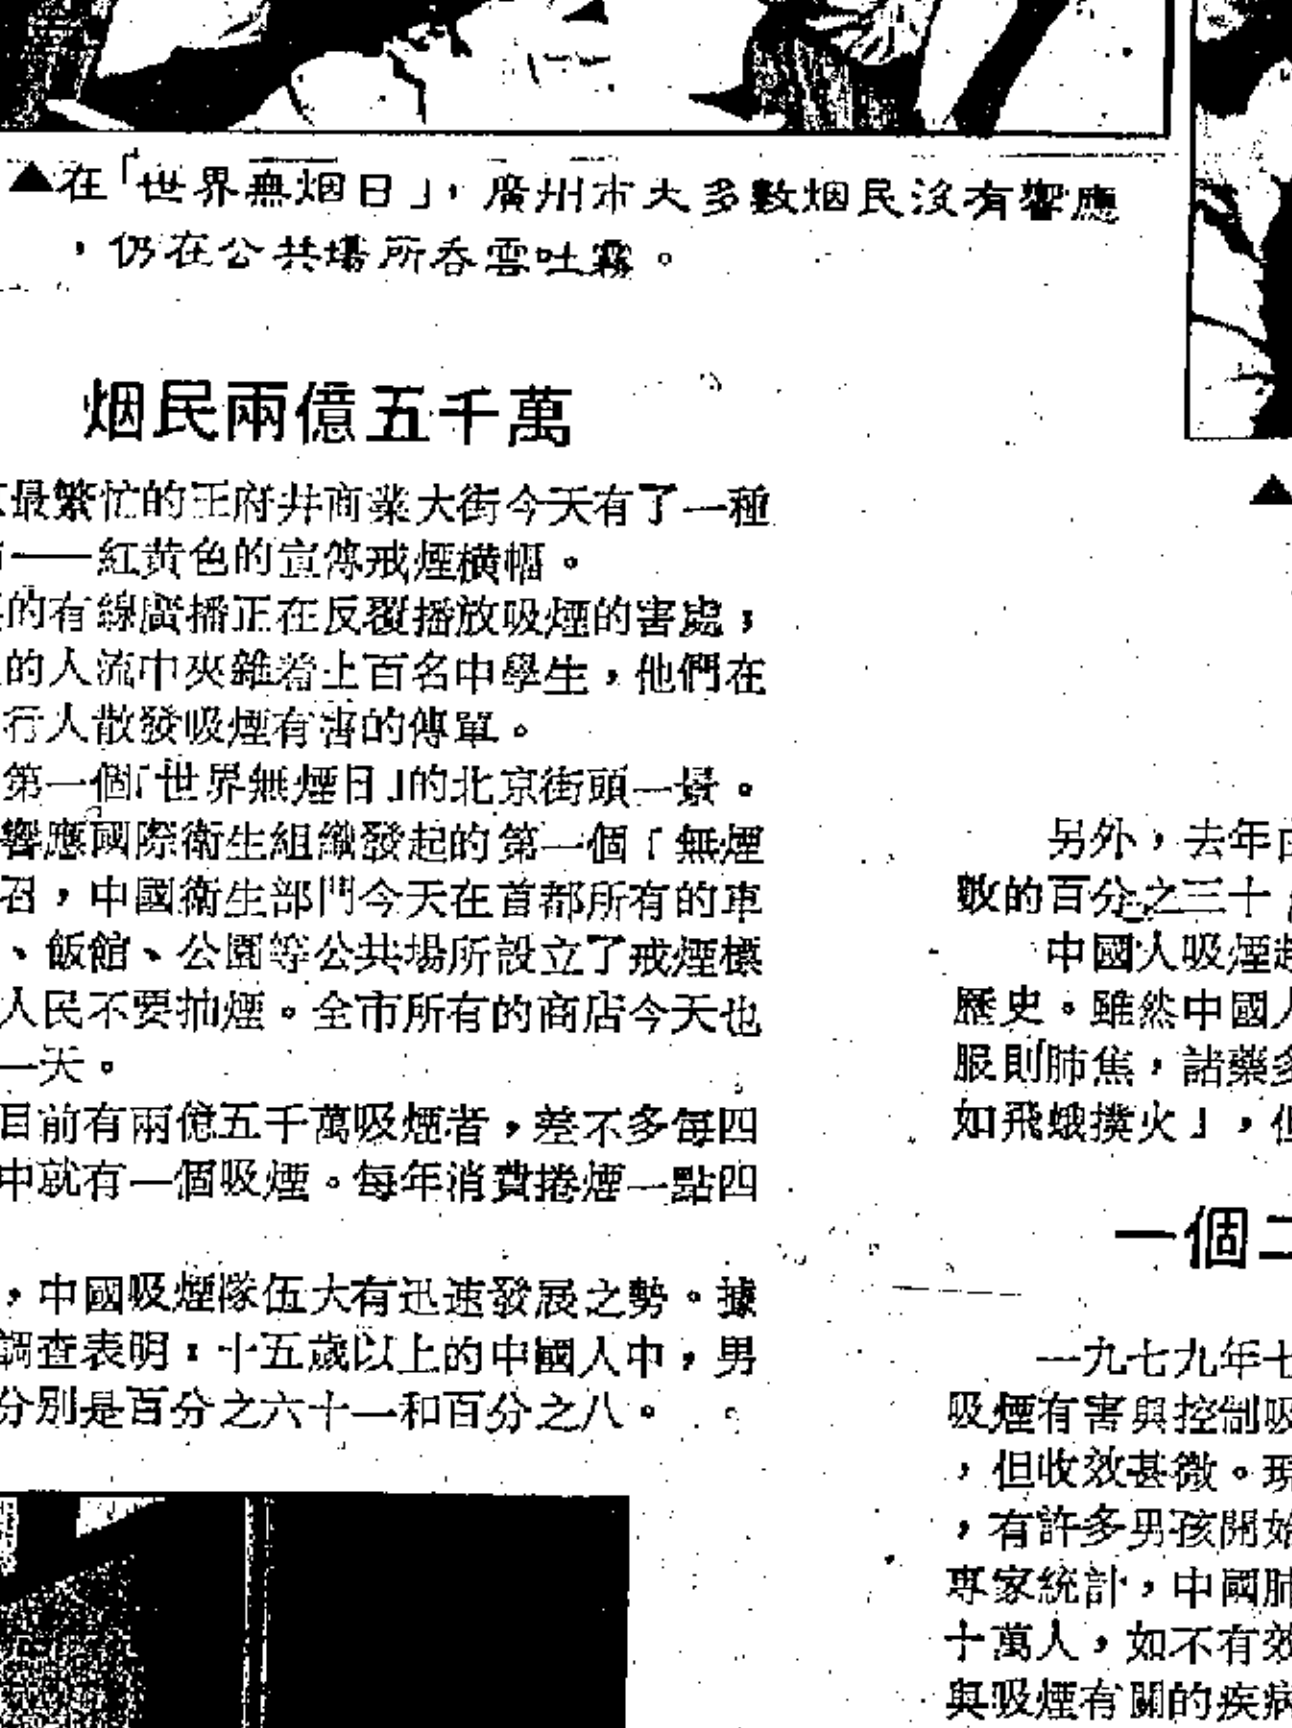 ▲在「世界無烟日」，廣州市大多數烟民沒有響應
，仍在公共場所吞雲吐霧。
烟民兩億五千萬
最繁忙的王府井商業大街今天有了一種
——紅黃色的宣傳戒煙橫幅。
的有線廣播正在反覆播放吸煙的害處；
的人流中夾雜着上百名中學生，他們在
行人散發吸煙有害的傳單。
第一個「世界無煙日」的北京街頭一景。
響應國際衛生組織發起的第一個「無煙
召，中國衛生部門今天在首都所有的車
、飯館、公園等公共場所設立了戒煙標
人民不要抽煙。全市所有的商店今天也
一天。
目前有兩億五千萬吸煙者，差不多每四
中就有一個吸煙。每年消費捲煙一點四
，中國吸煙隊伍大有迅速發展之勢。據
調查表明：十五歲以上的中國人中，男
分別是百分之六十一和百分之八。
▲
另外，去年
數的百分之三十
中國人吸煙
歷史。雖然中國人
服則肺焦，諸藥多
如飛蛾撲火」，但
一個二
一九七九年七
吸煙有害與控制吸
，但收效甚微。現
，有許多男孩開始
專家統計，中國肺
十萬人，如不有效
與吸煙有關的疾病